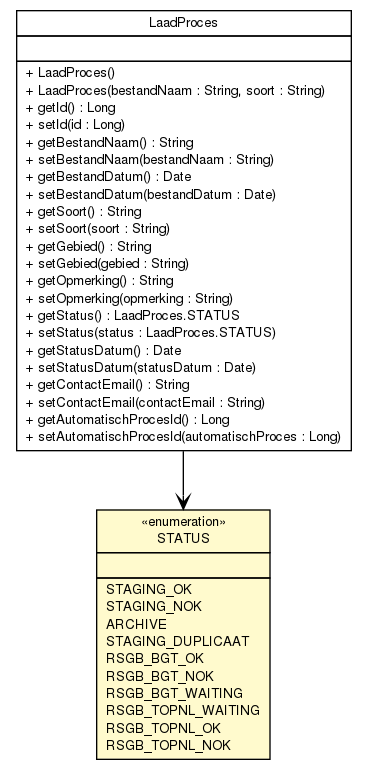 LaadProces
+ LaadProces()
+ LaadProces(bestandNaam : String, soort : String)
+ getId() : Long
+ setId(id : Long)
+ getBestandNaam() : String
+ setBestandNaam(bestandNaam : String)
+ getBestandDatum() : Date
+ setBestandDatum(bestandDatum : Date)
+ getSoort() : String
+ setSoort(soort : String)
+ getGebied() : String
+ setGebied(gebied : String)
+ getOpmerking() : String
+ setOpmerking(opmerking : String)
+ getStatus() : LaadProces.STATUS
+ setStatus(status : LaadProces.STATUS)
+ getStatusDatum() : Date
+ setStatusDatum(statusDatum : Date)
+ getContactEmail() : String
+ setContactEmail(contactEmail : String)
+ getAutomatischProcesId() : Long
+ setAutomatischProcesId(automatischProces : Long)
«enumeration»
STATUS
STAGING_OK
STAGING_NOK
ARCHIVE
STAGING_DUPLICAAT
RSGB_BGT_OK
RSGB_BGT_NOK
RSGB_BGT_WAITING
RSGB_TOPNL_WAITING
RSGB_TOPNL_OK
RSGB_TOPNL_NOK